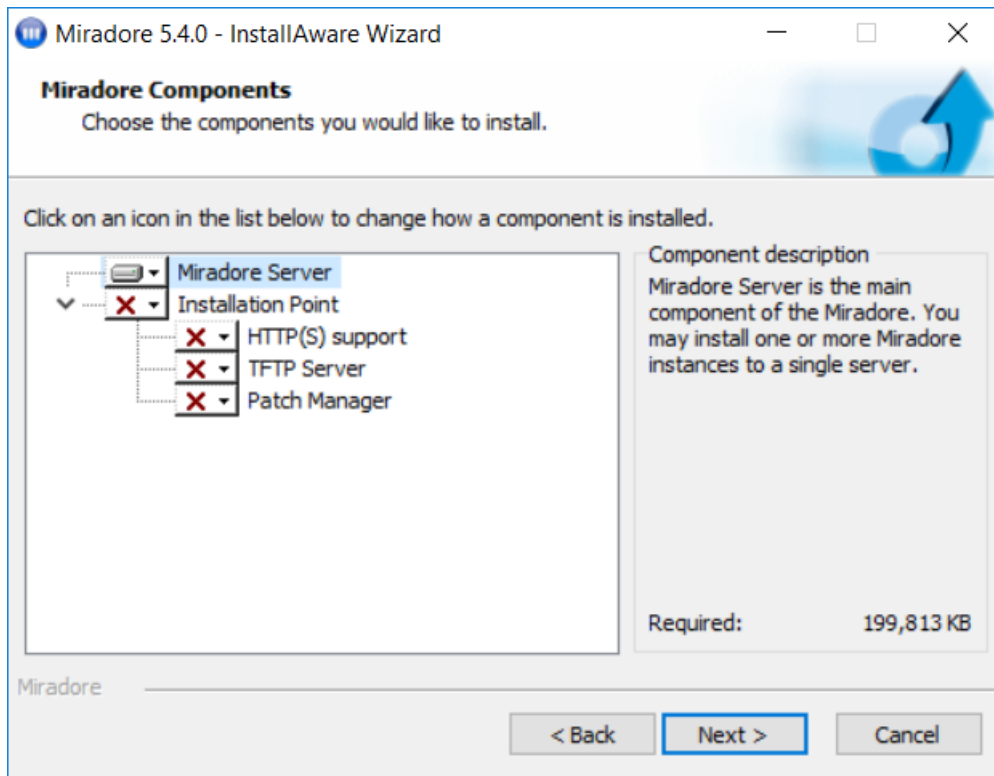 Miradore 5.4.0 - InstallAware Wizard
Miradore Components
Choose the components you would like to install.
Click on an icon in the list below to change how a component is installed.
Miradore Server
Installation Point
HTTP(S) support
TFTP Server
Patch Manager
Component description
Miradore Server is the main
component of the Miradore. You
may install one or more Miradore
instances to a single server.
Required: 199,813 KB
Miradore
< Back Next > Cancel